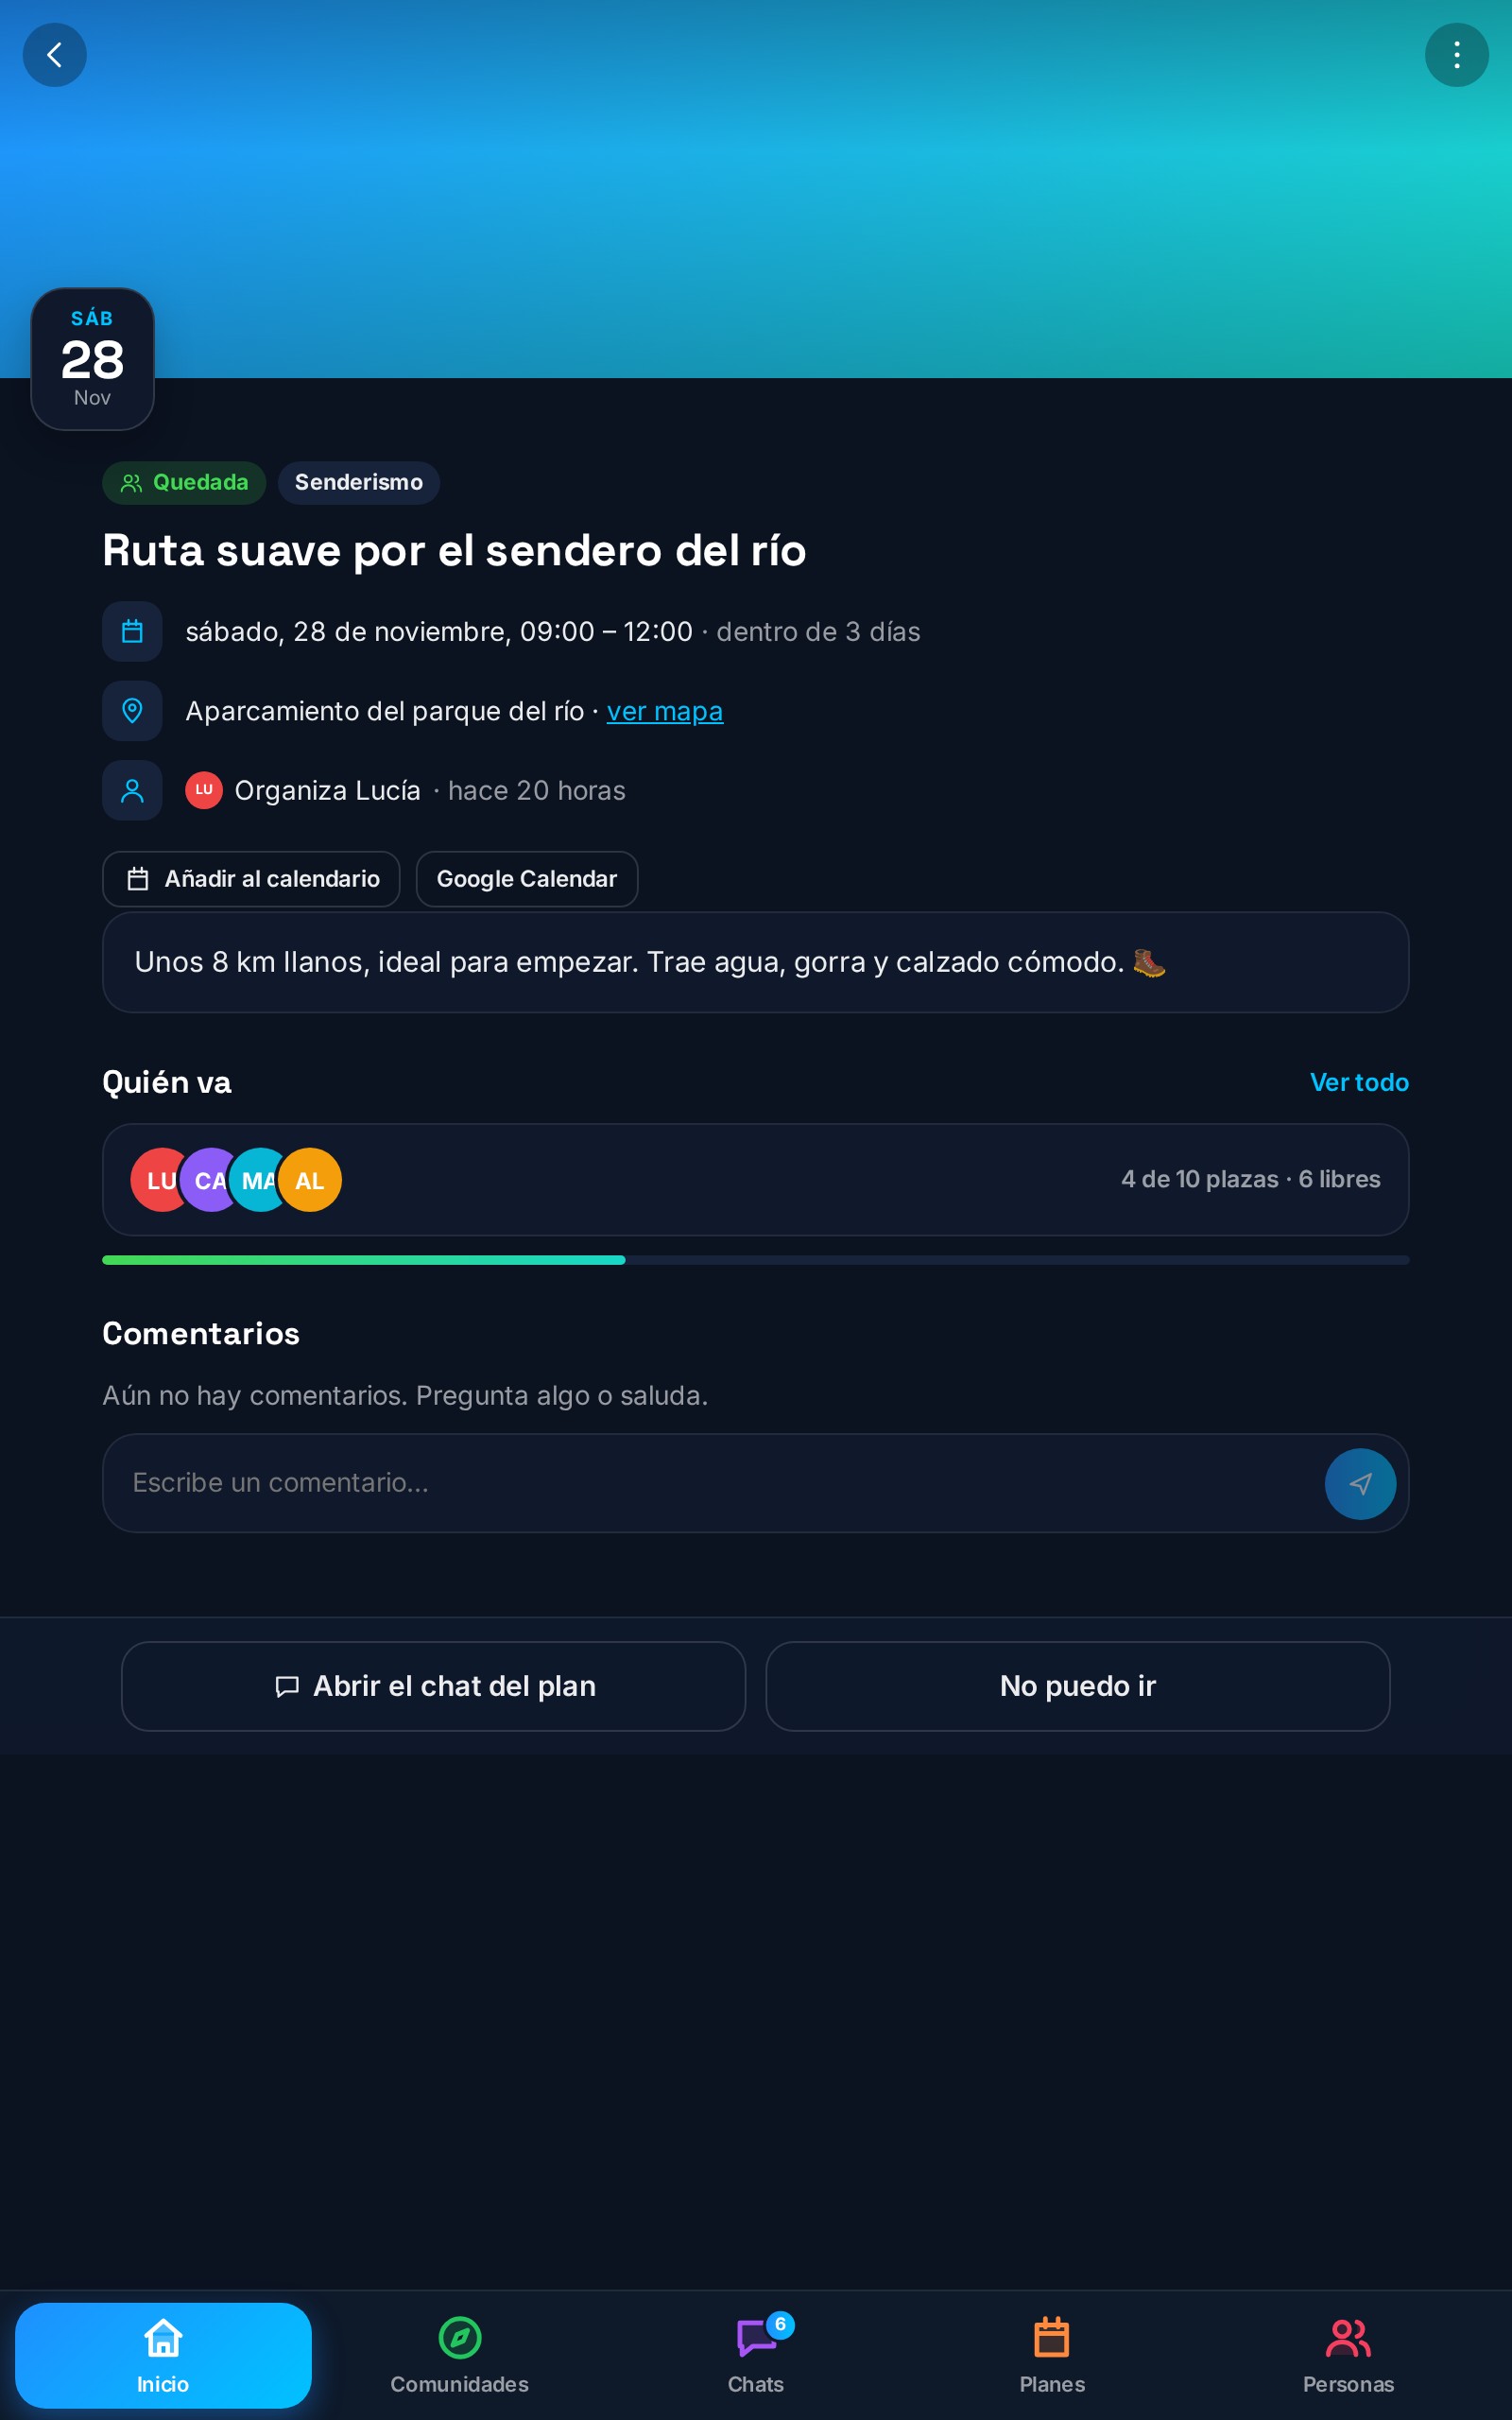 SÁB
28
Nov
Quedada
Senderismo
Ruta suave por el sendero del río
sábado, 28 de noviembre, 09:00 – 12:00 · dentro de 3 días
Aparcamiento del parque del río · ver mapa
LU Organiza Lucía · hace 20 horas
Añadir al calendario
Google Calendar
Unos 8 km llanos, ideal para empezar. Trae agua, gorra y calzado cómodo. 🥾
Quién va
Ver todo
LU CA MA AL
4 de 10 plazas · 6 libres
Comentarios
Aún no hay comentarios. Pregunta algo o saluda.
Escribe un comentario...
Abrir el chat del plan
No puedo ir
6
Inicio
Comunidades
Chats
Planes
Personas